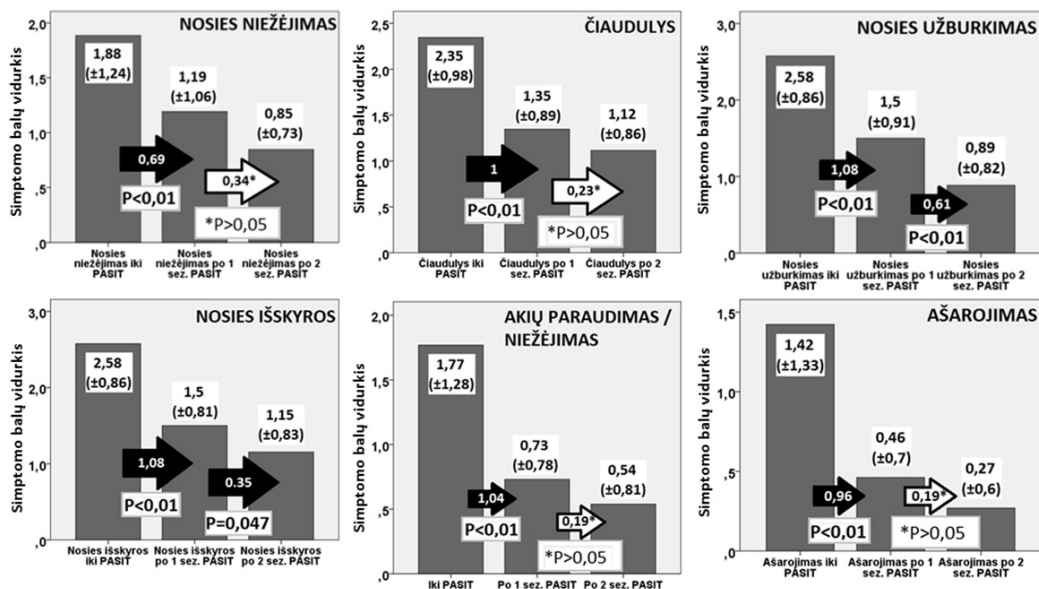 NOSIES NIEŽĖJIMAS
Simptomo balų vidurkis
2,0
1,5
1,0
,5
,0
1,88
(±1,24)
1,19
(±1,06)
0,85
(±0,73)
0,69
0,34*
P<0,01
*P>0,05
Nosies
niežėjimas iki
PASIT
Nosies
niežėjimas po 1
sez. PASIT
Nosies
niežėjimas po 2
sez. PASIT
ČIAUDULYS
Simptomo balų vidurkis
2,5
2,0
1,5
1,0
,5
,0
2,35
(±0,98)
1,35
(±0,89)
1,12
(±0,86)
1
0,23*
P<0,01
*P>0,05
Čiaudulys iki
PASIT
Čiaudulys po 1
sez. PASIT
Čiaudulys po 2
sez. PASIT
NOSIES UŽBURKIMAS
Simptomo balų vidurkis
3,0
2,0
1,0
,0
2,58
(±0,86)
1,5
(±0,91)
0,89
(±0,82)
1,08
0,61
P<0,01
P<0,01
Nosies
užburkimas iki
PASIT
Nosies
užburkimas po 1
sez. PASIT
Nosies
užburkimas po 2
sez. PASIT
NOSIES IŠSKYROS
Simptomo balų vidurkis
3,0
2,0
1,0
,0
2,58
(±0,86)
1,5
(±0,81)
1,15
(±0,83)
1,08
0.35
P<0,01
P=0,047
Nosies išskyros
iki PASIT
Nosies išskyros
po 1 sez. PASIT
Nosies išskyros
po 2 sez. PASIT
AKIŲ PARAUDIMAS /
NIEŽĖJIMAS
Simptomo balų vidurkis
2,0
1,5
1,0
,5
,0
1,77
(±1,28)
0,73
(±0,78)
0,54
(±0,81)
1,04
0,19*
P<0,01
*P>0,05
Iki PASIT
Po 1 sez. PASIT
Po 2 sez. PASIT
AŠAROJIMAS
Simptomo balų vidurkis
1,5
1,0
,5
,0
1,42
(±1,33)
0,46
(±0,7)
0,27
(±0,6)
0,96
0,19*
P<0,01
*P>0,05
Ašarojimas iki
PASIT
Ašarojimas po 1
sez. PASIT
Ašarojimas po 2
sez. PASIT